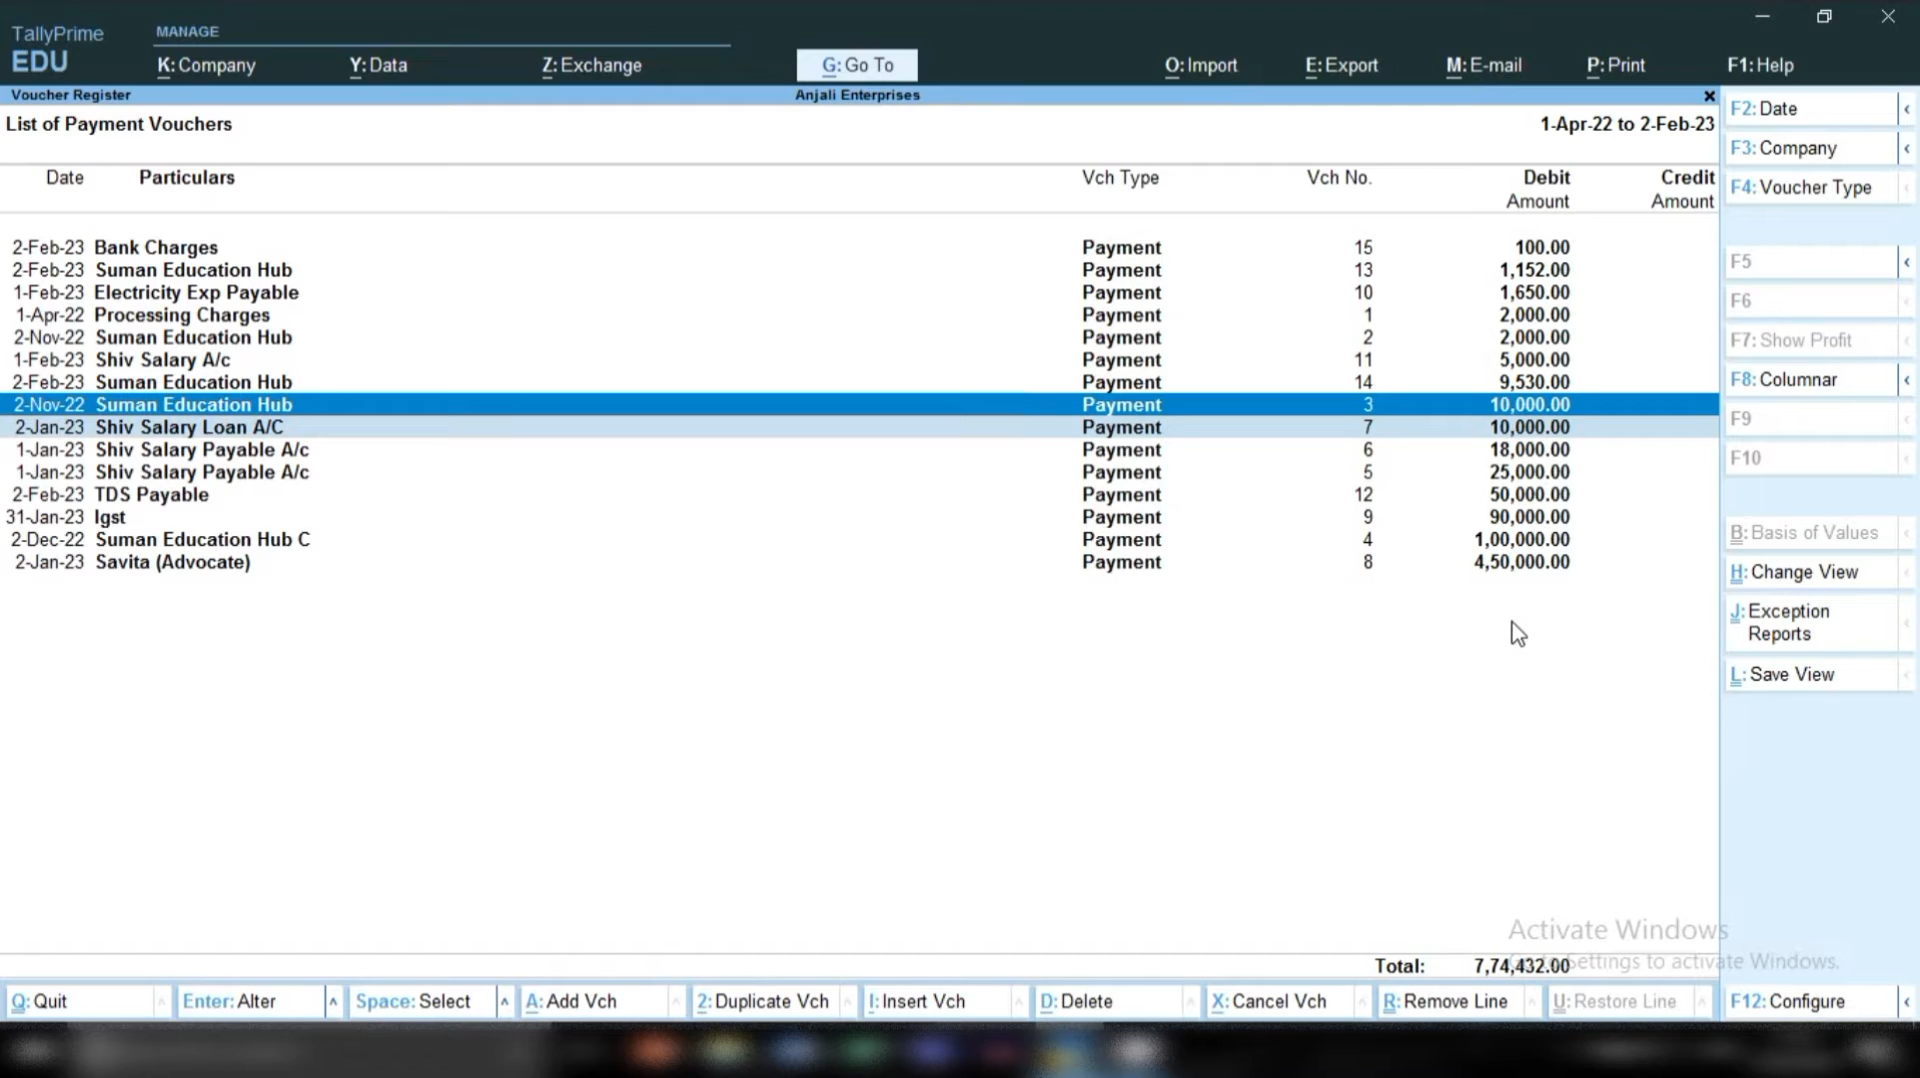 TallyPrime
EDU
MANAGE
K: Company Y: Data Z: Exchange G: Go To O: Import E: Export M: E-mail P: Print F1: Help
Voucher Register Anjali Enterprises
List of Payment Vouchers 1-Apr-22 to 2-Feb-23
Date Particulars Vch Type Vch No. Debit Credit
Amount Amount
2-Feb-23 Bank Charges Payment 15 100.00
2-Feb-23 Suman Education Hub Payment 13 1,152.00
1-Feb-23 Electricity Exp Payable Payment 10 1,650.00
1-Apr-22 Processing Charges Payment 1 2,000.00
2-Nov-22 Suman Education Hub Payment 2 2,000.00
1-Feb-23 Shiv Salary A/c Payment 11 5,000.00
2-Feb-23 Suman Education Hub Payment 14 9,530.00
2-Nov-22 Suman Education Hub Payment 3 10,000.00
2-Jan-23 Shiv Salary Loan A/C Payment 7 10,000.00
1-Jan-23 Shiv Salary Payable A/c Payment 6 18,000.00
1-Jan-23 Shiv Salary Payable A/c Payment 5 25,000.00
2-Feb-23 TDS Payable Payment 12 50,000.00
31-Jan-23 Igst Payment 9 90,000.00
2-Dec-22 Suman Education Hub C Payment 4 1,00,000.00
2-Jan-23 Savita (Advocate) Payment 8 4,50,000.00
Total: 7,74,432.00
F2: Date
F3: Company
F4: Voucher Type
F5
F6
F7: Show Profit
F8: Columnar
F9
F10
B: Basis of Values
H: Change View
J: Exception
Reports
L: Save View
Activate Windows
Settings to activate Windows.
Q: Quit Enter: Alter Space: Select A: Add Vch 2: Duplicate Vch I: Insert Vch D: Delete X: Cancel Vch R: Remove Line U: Restore Line F12: Configure